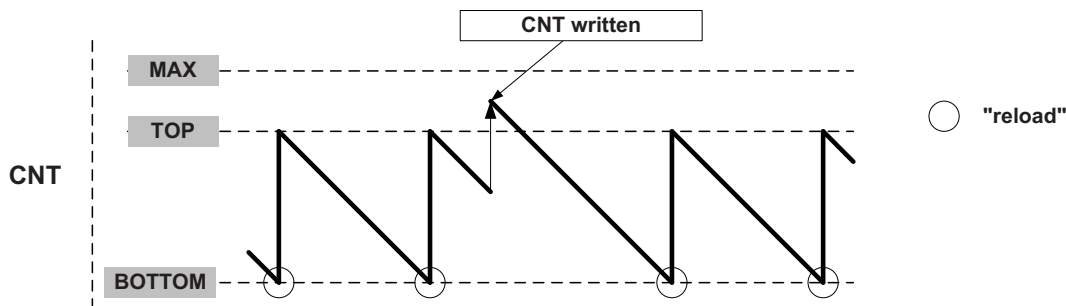 CNT written
MAX
TOP
"reload"
CNT
BOTTOM